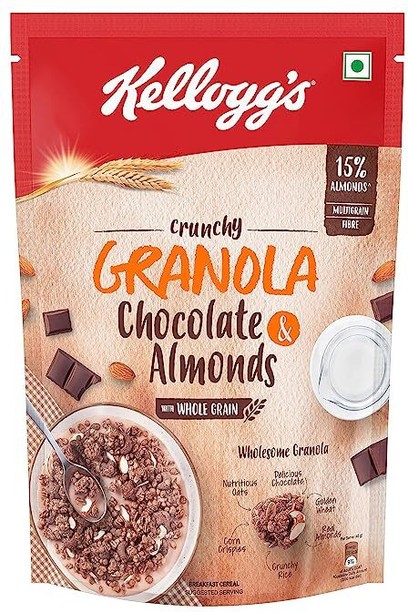 Kellogg's
15%
ALMONDS^
MULTIGRAIN
FIBRE
crunchy
GRANOLA
Chocolate &
Almonds
WITH WHOLE GRAIN
Wholesome Granola
Delicious
Chocolate
Nutritious
Oats
Golden
Wheat
Corn
Crispies
Real
Almonds
Crunchy
Rice
BREAKFAST CEREAL
SUGGESTED SERVING